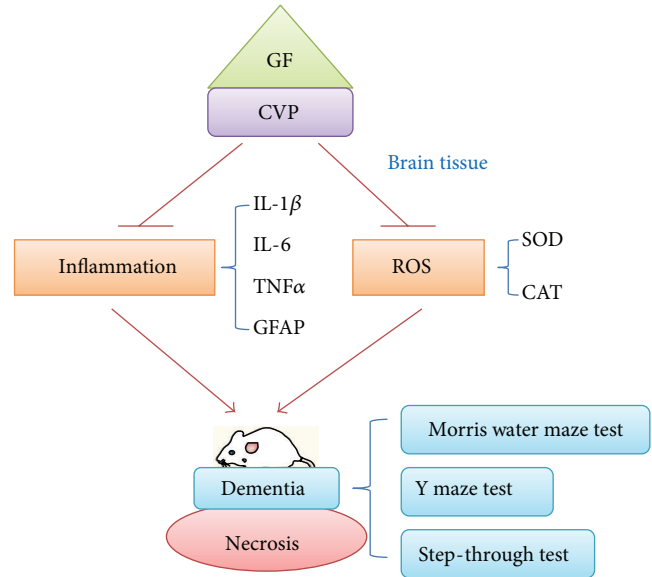 GF
CVP
Brain tissue
IL-1β
IL-6
TNFα
GFAP
Inflammation
ROS
SOD
CAT
Dementia
Necrosis
Morris water maze test
Y maze test
Step-through test